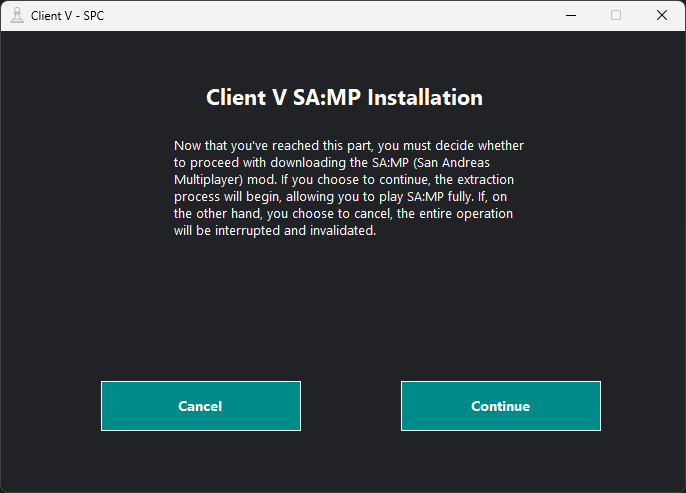 Client V - SPC
Client V SA:MP Installation
Now that you've reached this part, you must decide whether
to proceed with downloading the SA:MP (San Andreas
Multiplayer) mod. If you choose to continue, the extraction
process will begin, allowing you to play SA:MP fully. If, on
the other hand, you choose to cancel, the entire operation
will be interrupted and invalidated.
Cancel
Continue